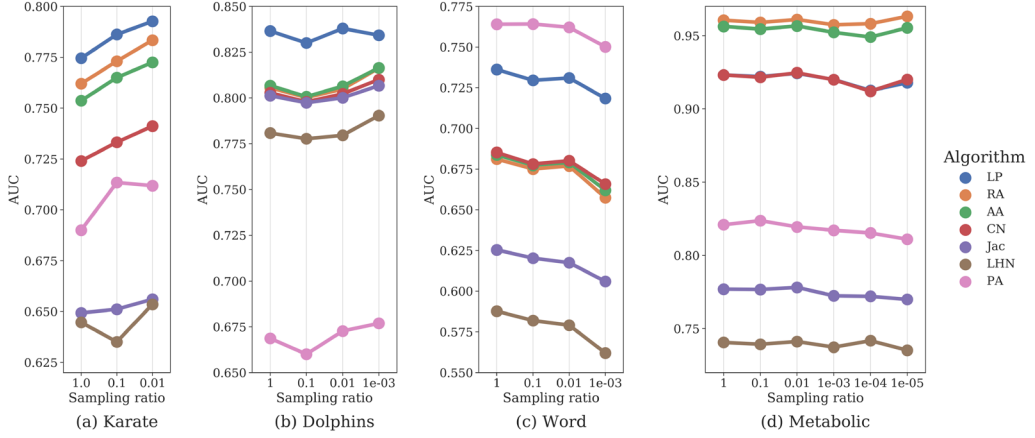 0.800
0.775
0.750
0.725
0.700
0.675
0.650
0.625
AUC
1.0 0.1 0.01
Sampling ratio
(a) Karate
0.850
0.825
0.800
0.775
0.750
0.725
0.700
0.675
0.650
AUC
1 0.1 0.01 1e-03
Sampling ratio
(b) Dolphins
0.775
0.750
0.725
0.700
0.675
0.650
0.625
0.600
0.575
0.550
AUC
1 0.1 0.01 1e-03
Sampling ratio
(c) Word
0.95
0.90
0.85
0.80
0.75
AUC
1 0.1 0.01 1e-03 1e-04 1e-05
Sampling ratio
(d) Metabolic
Algorithm
LP
RA
AA
CN
Jac
LHN
PA